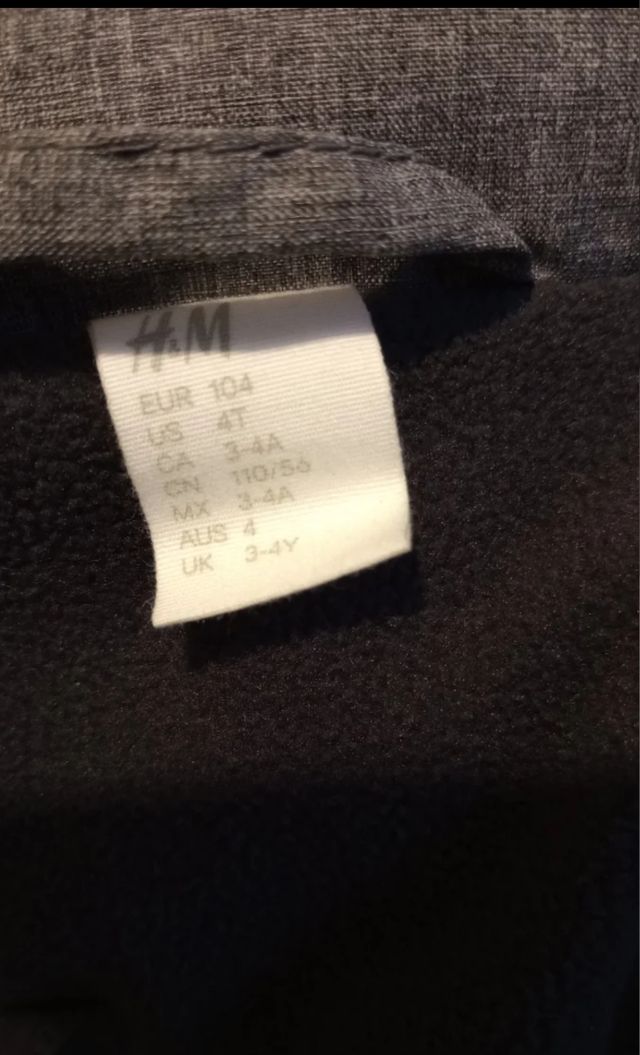 H&M
EUR 104
US 4T
CA 3-4A
CN 110/56
MX 3-4A
AUS 4
UK 3-4Y